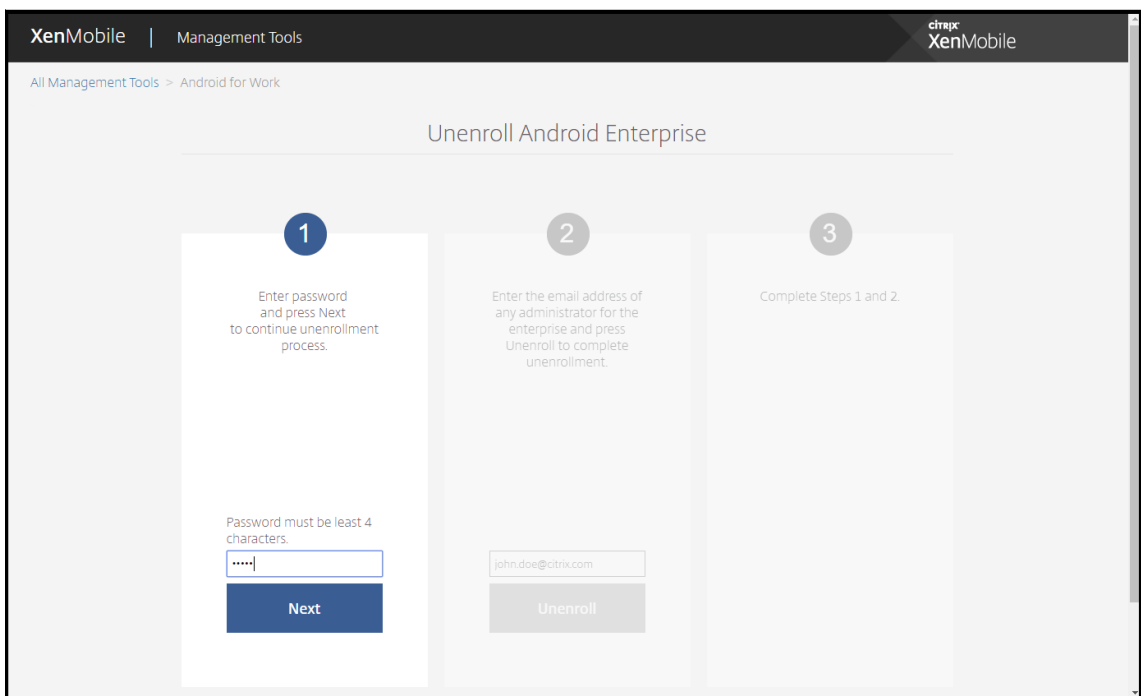 XenMobile | Management Tools
CITRIX
XenMobile
All Management Tools > Android for Work
Unenroll Android Enterprise
1
Enter password
and press Next
to continue unenrollment
process.
Password must be least 4
characters.
•••••
Next
2
Enter the email address of
any administrator for the
enterprise and press
Unenroll to complete
unenrollment.
john.doe@citrix.com
Unenroll
3
Complete Steps 1 and 2.